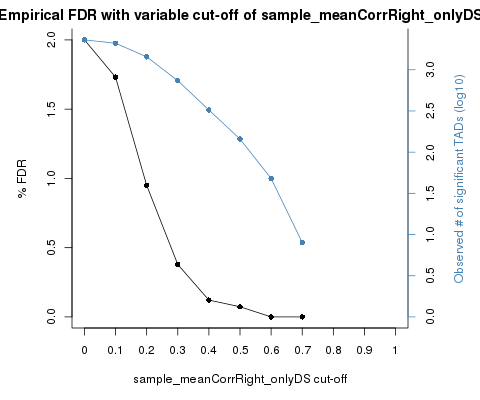 Empirical FDR with variable cut-off of sample_meanCorrRight_onlyDS
% FDR
2.0
1.5
1.0
0.5
0.0
3.0
2.5
2.0
1.5
1.0
0.5
0.0
Observed # of significant TADs (log10)
0 0.1 0.2 0.3 0.4 0.5 0.6 0.7 0.8 0.9 1
sample_meanCorrRight_onlyDS cut-off